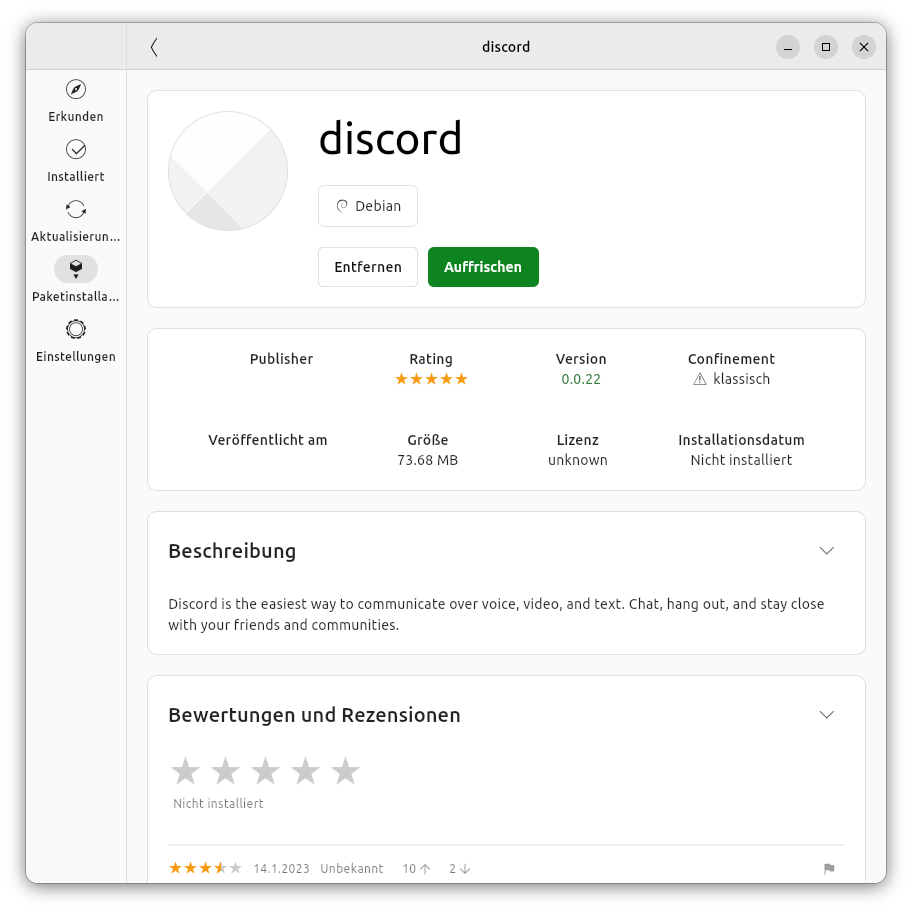 discord
Erkunden
Installiert
Aktualisierun...
Paketinstalla...
Einstellungen
discord
Debian
Entfernen
Auffrischen
Publisher Rating Version Confinement
0.0.22 klassisch
Veröffentlicht am Größe Lizenz Installationsdatum
73.68 MB unknown Nicht installiert
Beschreibung
Discord is the easiest way to communicate over voice, video, and text. Chat, hang out, and stay close
with your friends and communities.
Bewertungen und Rezensionen
Nicht installiert
14.1.2023 Unbekannt 10 2